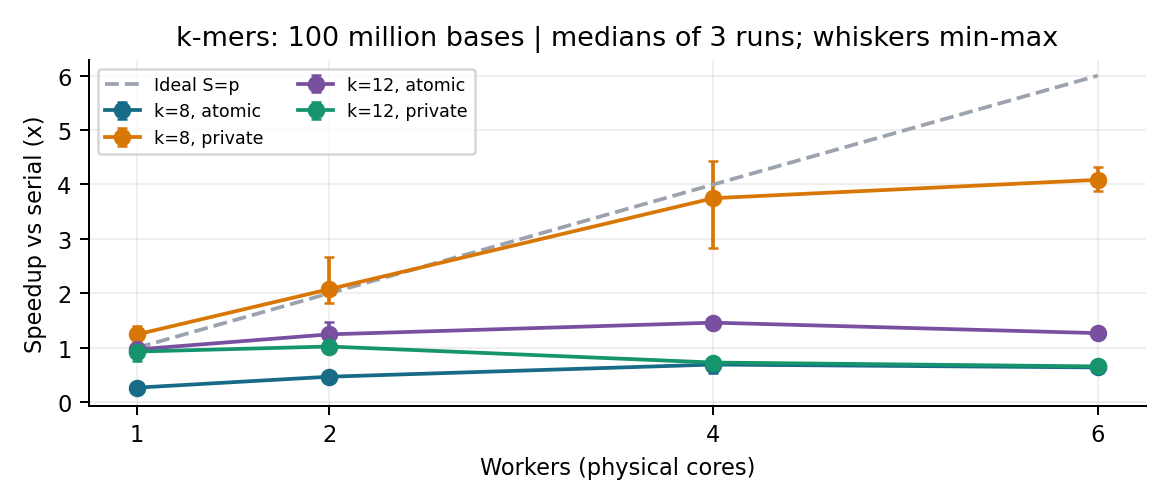 k-mers: 100 million bases | medians of 3 runs; whiskers min-max
Speedup vs serial (x)
6
5
4
3
2
1
0
Ideal S=p
k=8, atomic
k=8, private
k=12, atomic
k=12, private
1
2
4
6
Workers (physical cores)